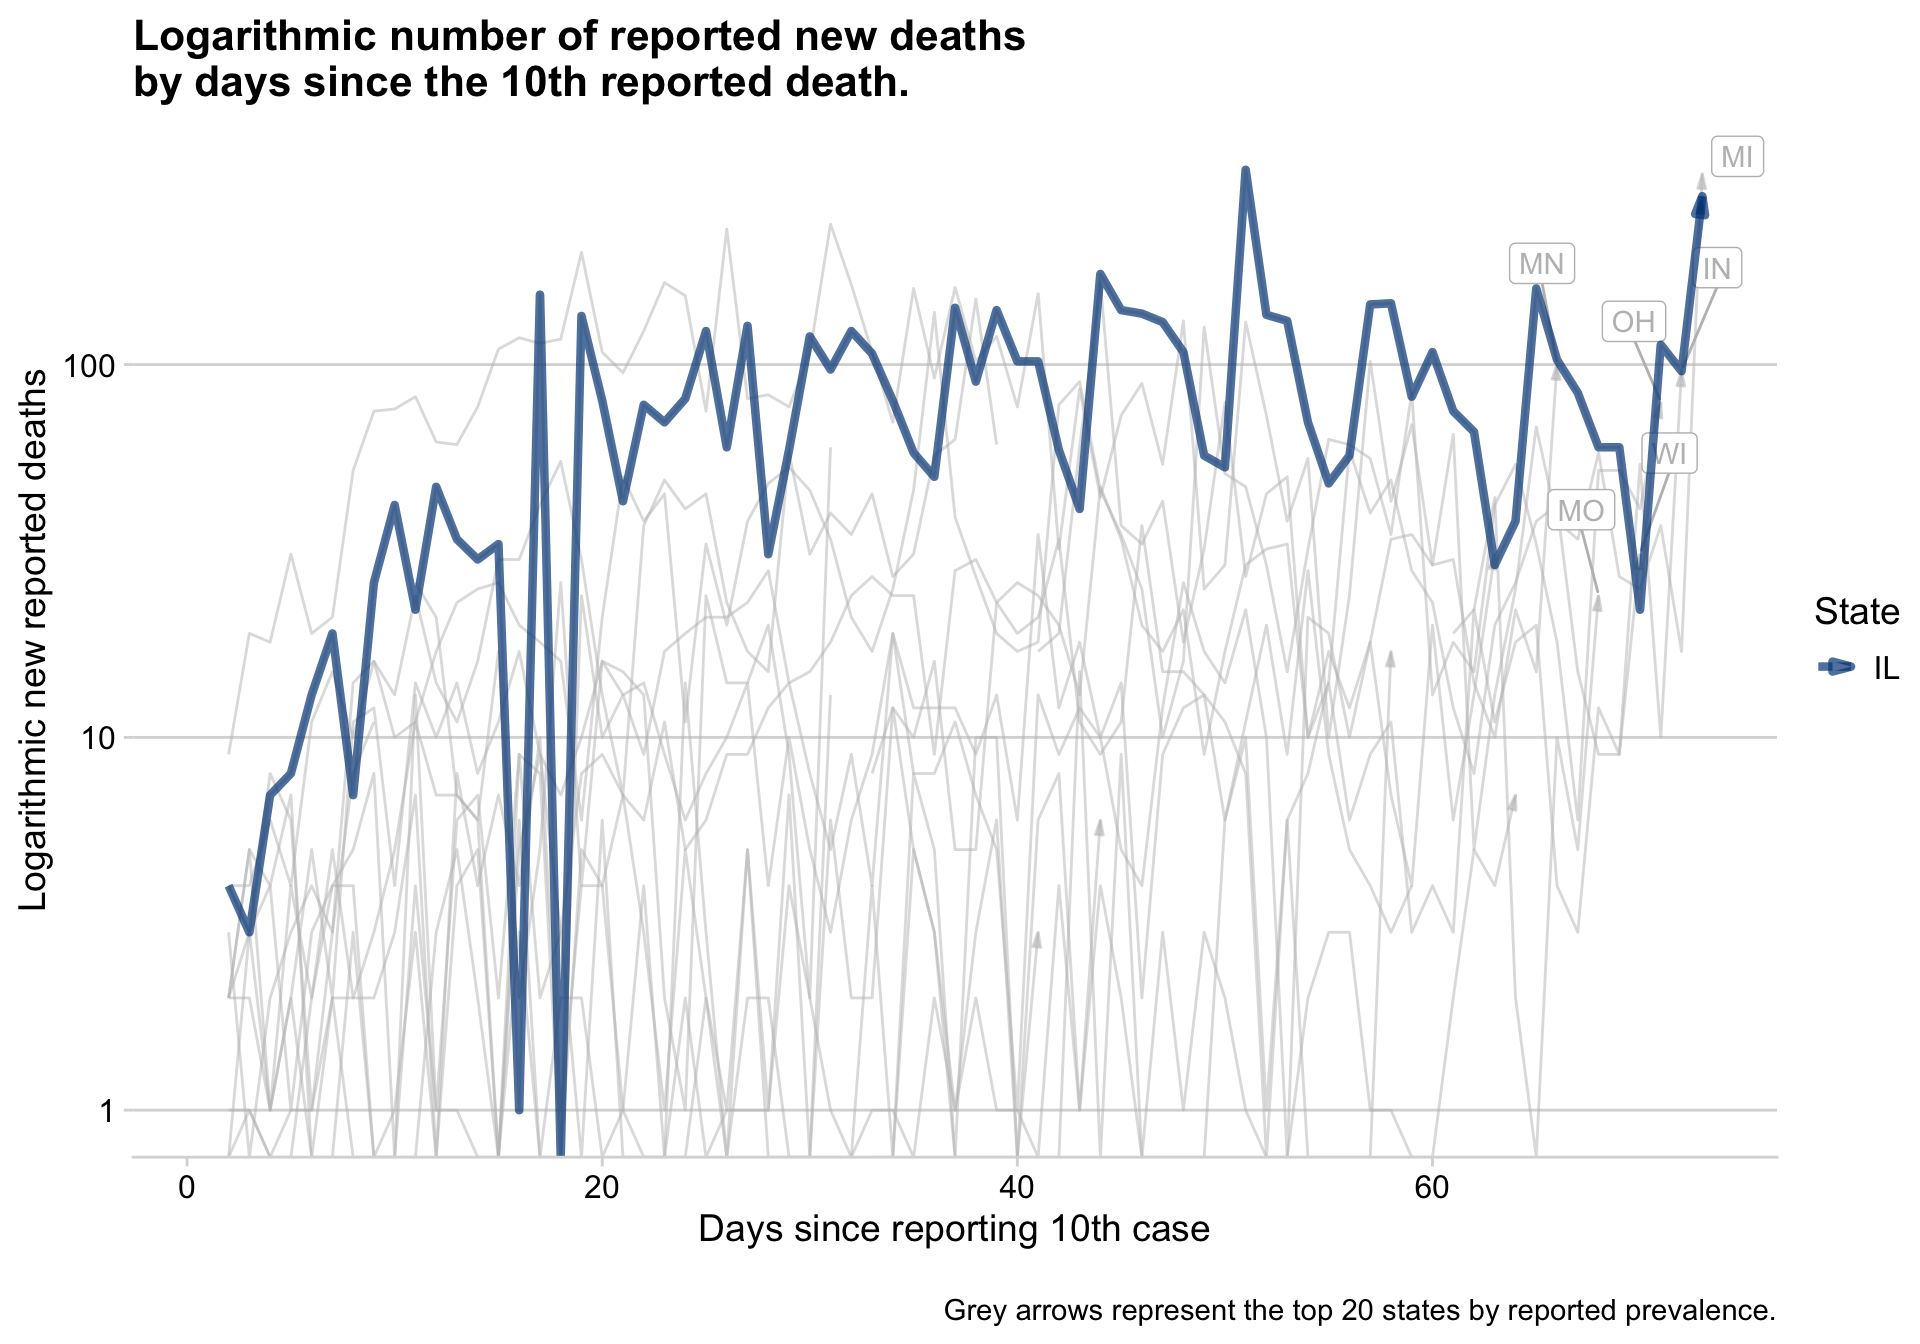 Logarithmic number of reported new deaths
by days since the 10th reported death.
MI
MN
IN
OH
100
WI
MO
Logarithmic new reported deaths
State
IL
10
1
0
20
40
60
Days since reporting 10th case
Grey arrows represent the top 20 states by reported prevalence.